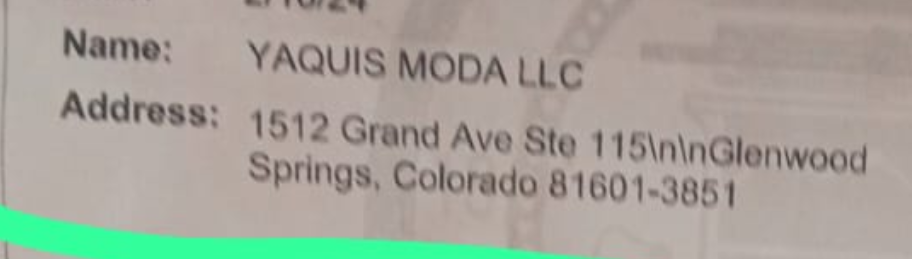 Name: YAQUIS MODA LLC
Address: 1512 Grand Ave Ste 115\n\nGlenwood
Springs, Colorado 81601-3851